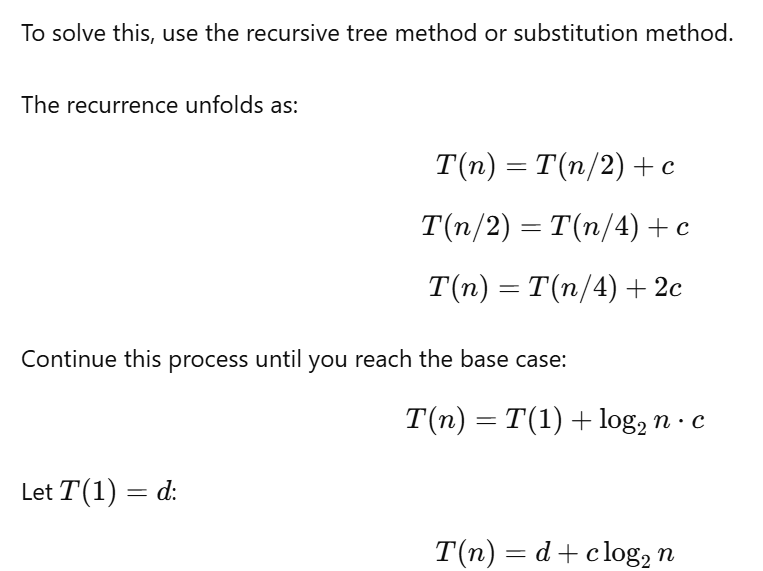 To solve this, use the recursive tree method or substitution method.
The recurrence unfolds as:
T(n) = T(n/2) + c
T(n/2) = T(n/4) + c
T(n) = T(n/4) + 2c
Continue this process until you reach the base case:
T(n) = T(1) + log₂ n · c
Let T(1) = d:
T(n) = d + c log₂ n